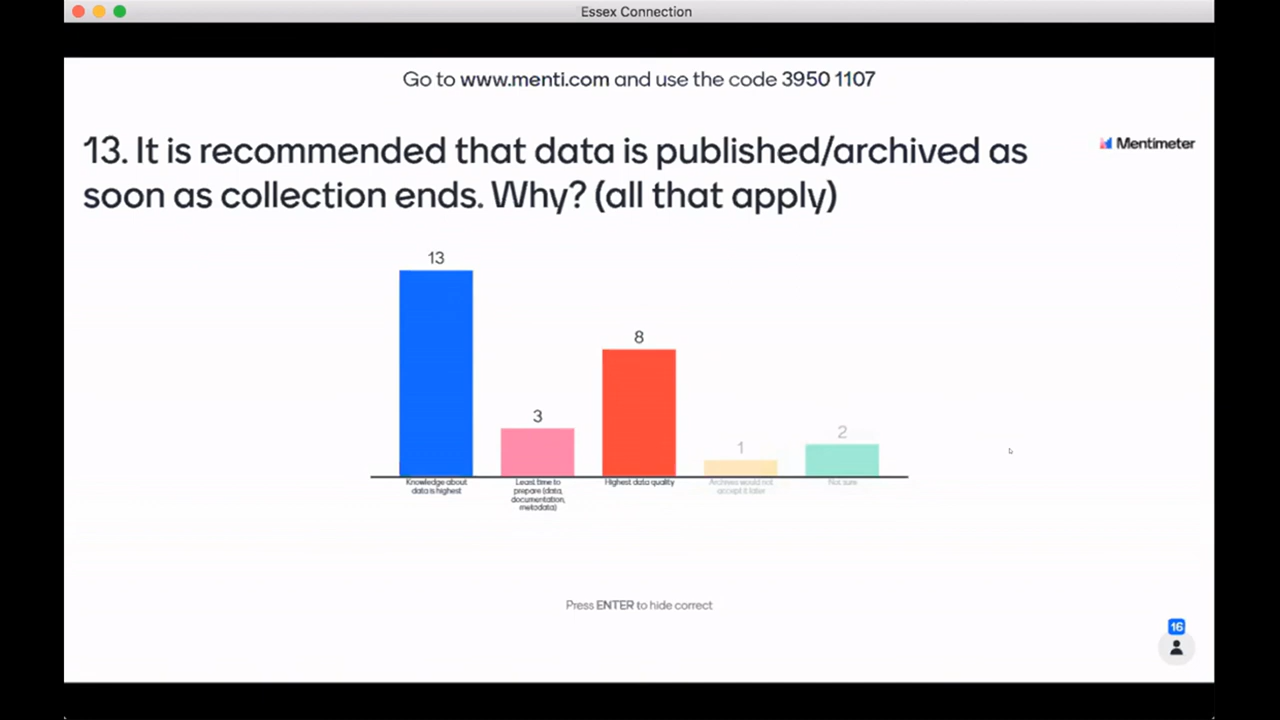 Essex Connection
Go to www.menti.com and use the code 3950 1107
13. It is recommended that data is published/archived as
soon as collection ends. Why? (all that apply)
Mentimeter
13
3
8
1
2
Knowledge about
data is highest
Least time to
prepare (data,
documentation,
metadata)
Highest data quality
Archives would not
accept it later
Not sure
Press ENTER to hide correct
16